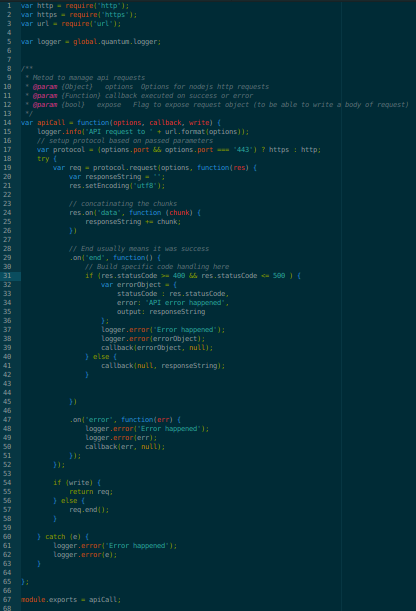 1 var http = require('http');
2 var https = require('https');
3 var url = require('url');
4
5 var logger = global.quantum.logger;
6
7
8 /**
9  * Metod to manage api requests
10  * @param {Object}   options  Options for nodejs http requests
11  * @param {Function} callback executed on success or error
12  * @param {bool}   expose   Flag to expose request object (to be able to write a body of request)
13  */
14 var apiCall = function(options, callback, write) {
15     logger.info('API request to ' + url.format(options));
16     // setup protocol based on passed parameters
17     var protocol = (options.port && options.port === '443') ? https : http;
18     try {
19         var req = protocol.request(options, function(res) {
20             var responseString = '';
21             res.setEncoding('utf8');
22
23             // concatinating the chunks
24             res.on('data', function (chunk) {
25                 responseString += chunk;
26             })
27
28             // End usually means it was success
29             .on('end', function() {
30                 // Build specific code handling here
31                 if (res.statusCode >= 400 && res.statusCode <= 500 ) {
32                     var errorObject = {
33                         statusCode : res.statusCode,
34                         error: 'API error happened',
35                         output: responseString
36                     };
37                     logger.error('Error happened');
38                     logger.error(errorObject);
39                     callback(errorObject, null);
40                 } else {
41                     callback(null, responseString);
42                 }
43
44
45             })
46
47             .on('error', function(err) {
48                 logger.error('Error happened');
49                 logger.error(err);
50                 callback(err, null);
51             });
52         });
53
54         if (write) {
55             return req;
56         } else {
57             req.end();
58         }
59
60     } catch (e) {
61         logger.error('Error happened');
62         logger.error(e);
63     }
64
65 };
66
67 module.exports = apiCall;
68